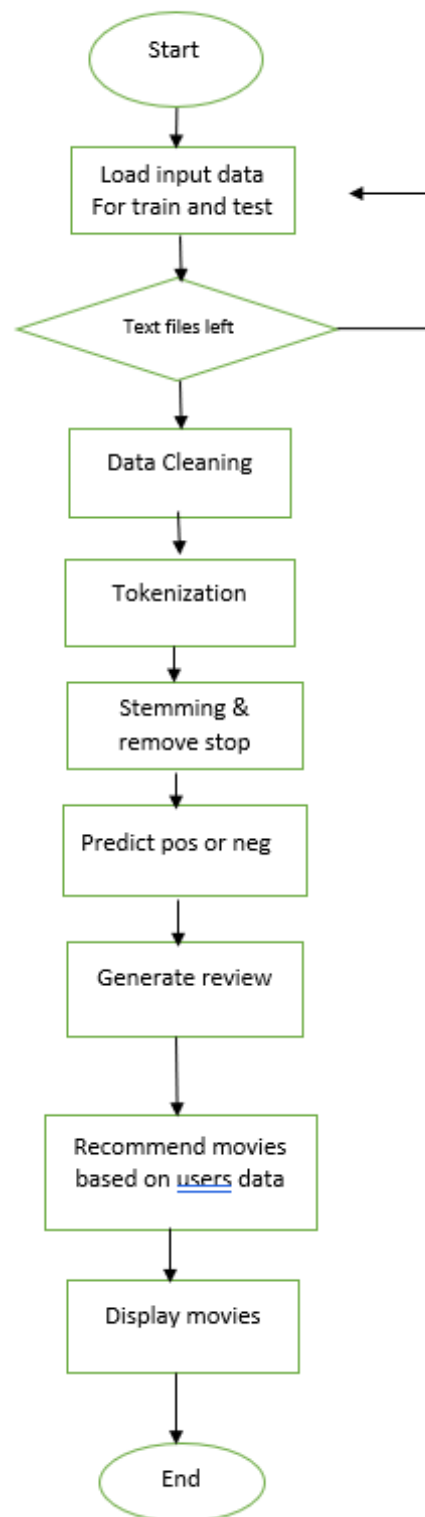 Start
Load input data
For train and test
Text files left
Data Cleaning
Tokenization
Stemming &
remove stop
Predict pos or neg
Generate review
Recommend movies
based on users data
Display movies
End